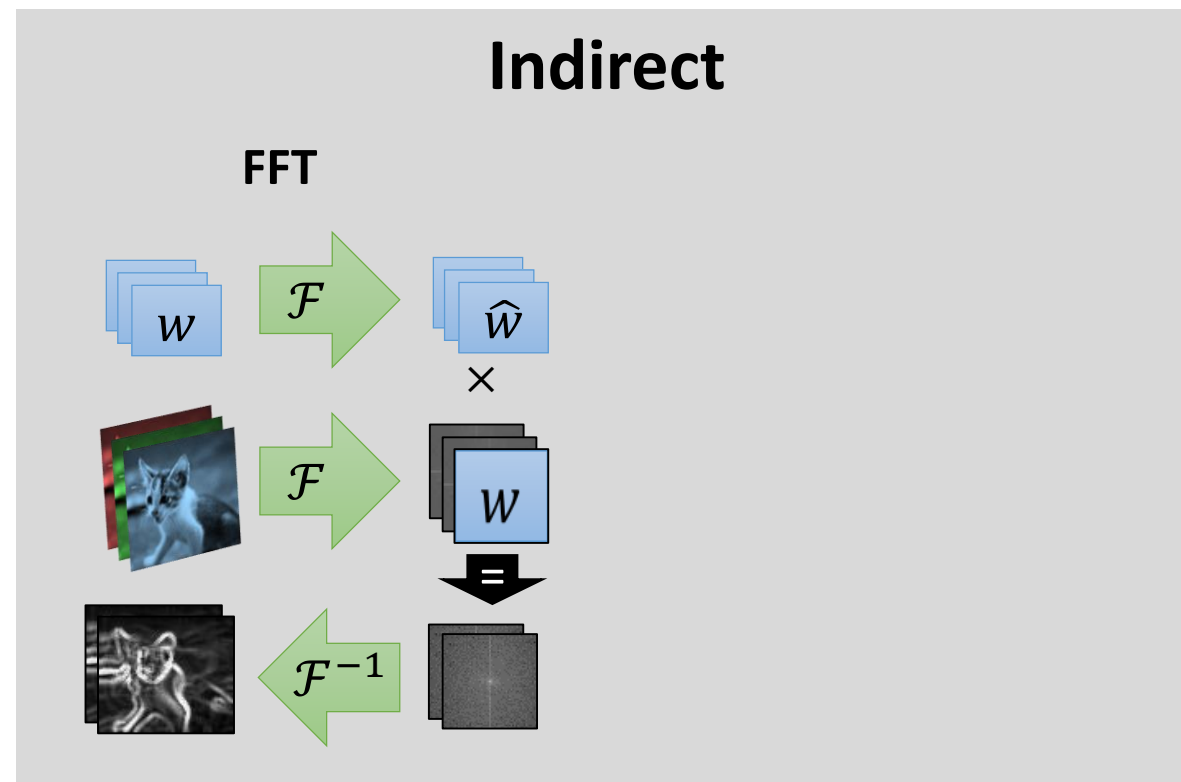 Indirect
FFT
w
ℱ
ŵ
×
ℱ
w
=
ℱ⁻¹